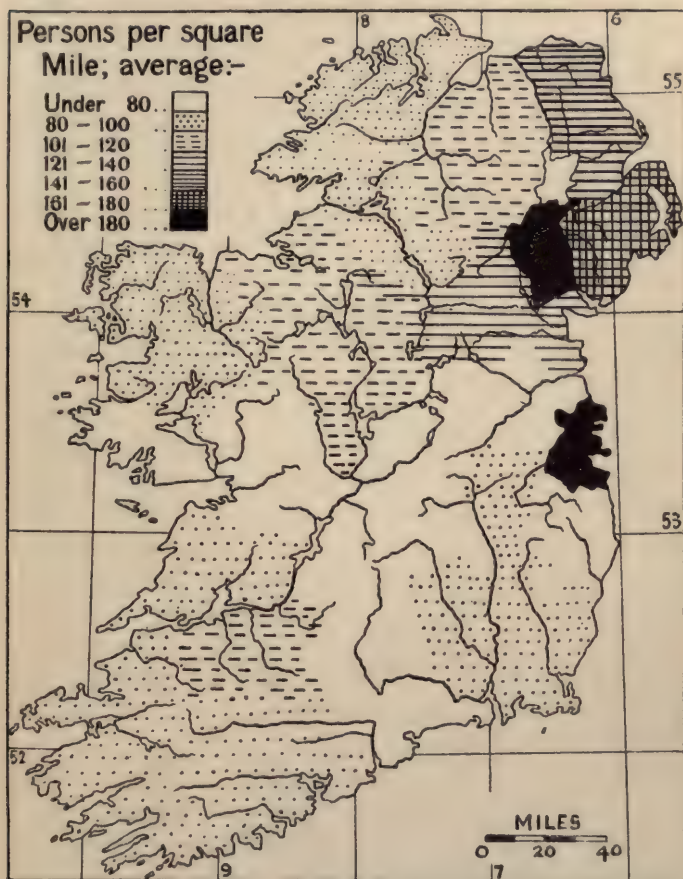 Persons per square
Mile; average:-
Under 80
80 – 100
101 – 120
121 – 140
141 – 160
161 – 180
Over 180
8
6
55
54
53
52
9
7
MILES
0 20 40